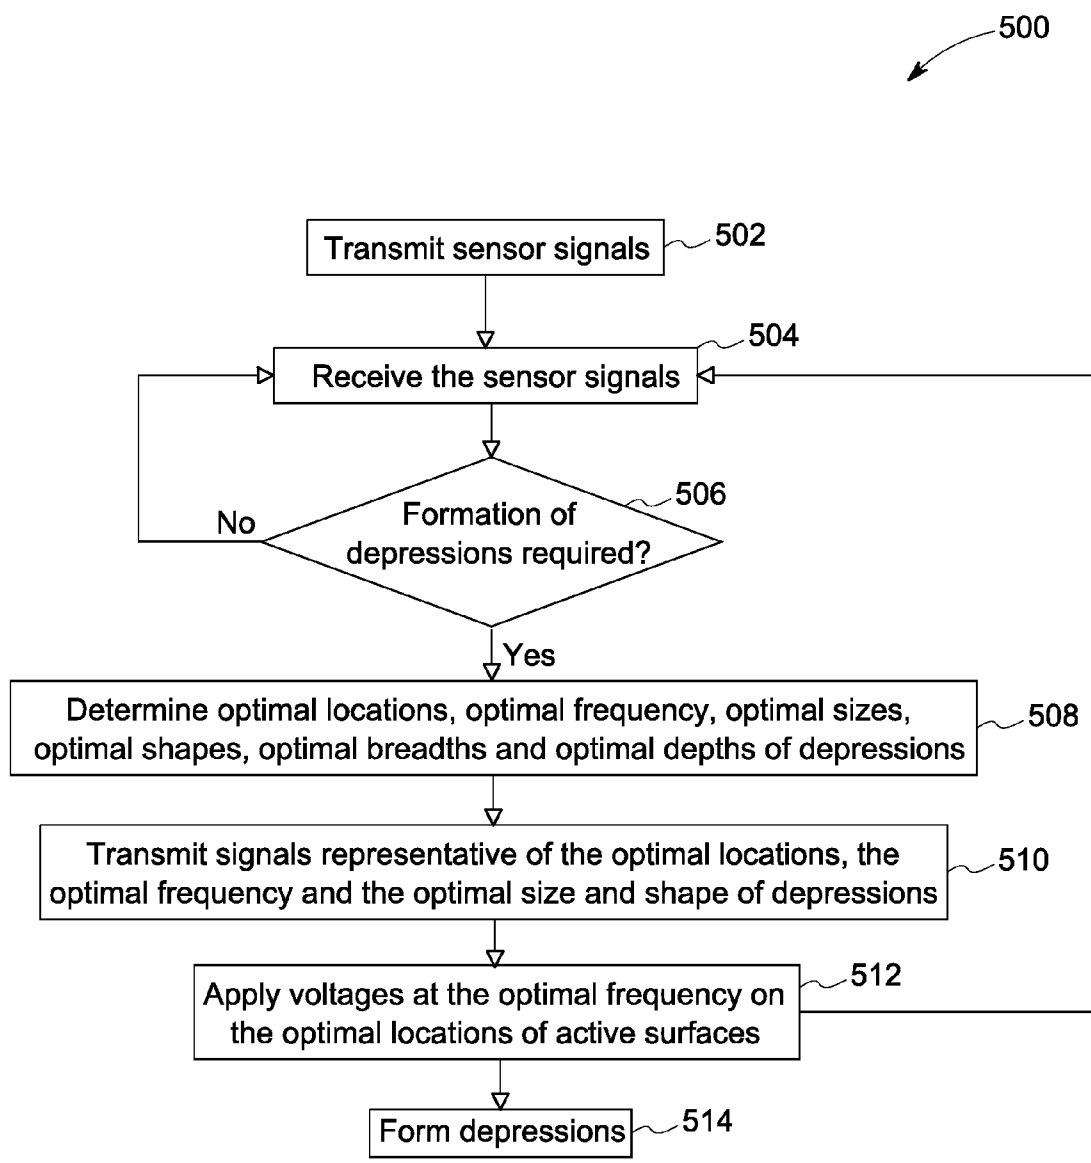 500
Transmit sensor signals
502
504
Receive the sensor signals
506
Formation of
depressions required?
No
Yes
Determine optimal locations, optimal frequency, optimal sizes,
optimal shapes, optimal breadths and optimal depths of depressions
508
Transmit signals representative of the optimal locations, the
optimal frequency and the optimal size and shape of depressions
510
512
Apply voltages at the optimal frequency on
the optimal locations of active surfaces
Form depressions
514